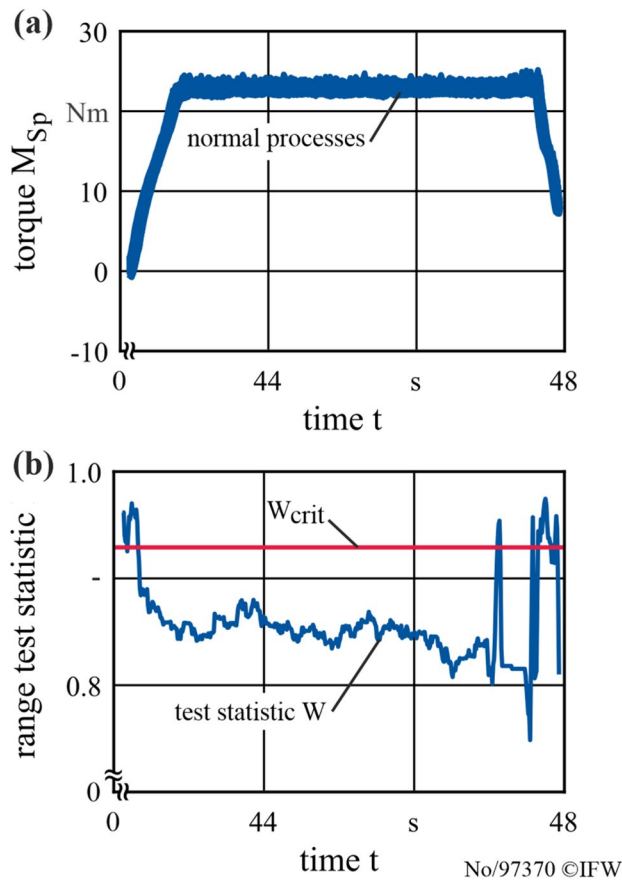 (a)
30
Nm
10
0
-10
torque M_Sp
normal processes
0 44 s 48
time t
(b)
1.0
-
0.8
0
range test statistic
W_crit
test statistic W
0 44 s 48
time t
No/97370 ©IFW